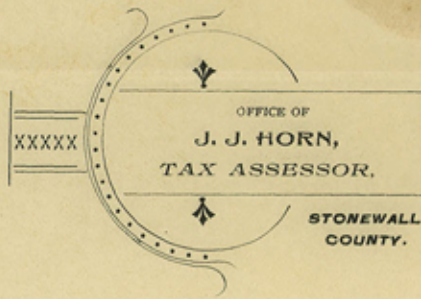 XXXXX
OFFICE OF
J. J. HORN,
TAX ASSESSOR,
STONEWALL
COUNTY.